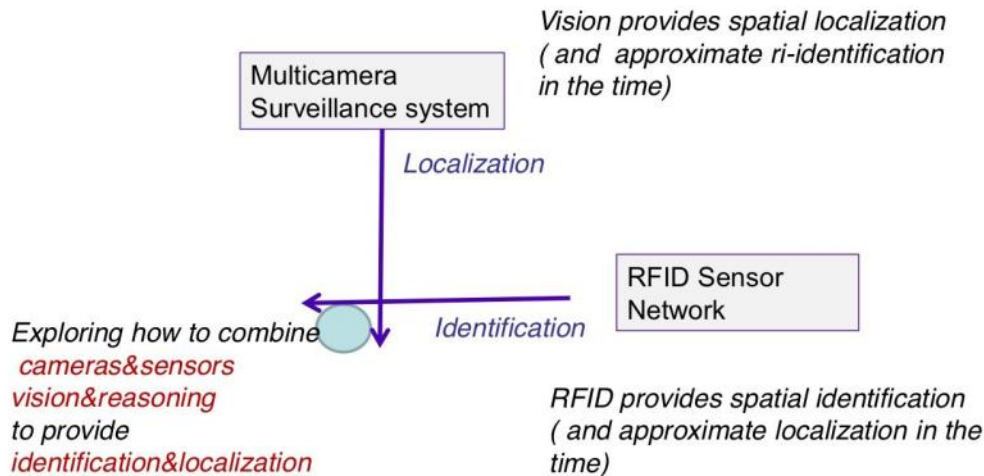 Vision provides spatial localization
( and approximate ri-identification
in the time)
Multicamera
Surveillance system
Localization
RFID Sensor
Network
Identification
Exploring how to combine
cameras&sensors
vision&reasoning
to provide
identification&localization
RFID provides spatial identification
( and approximate localization in the
time)